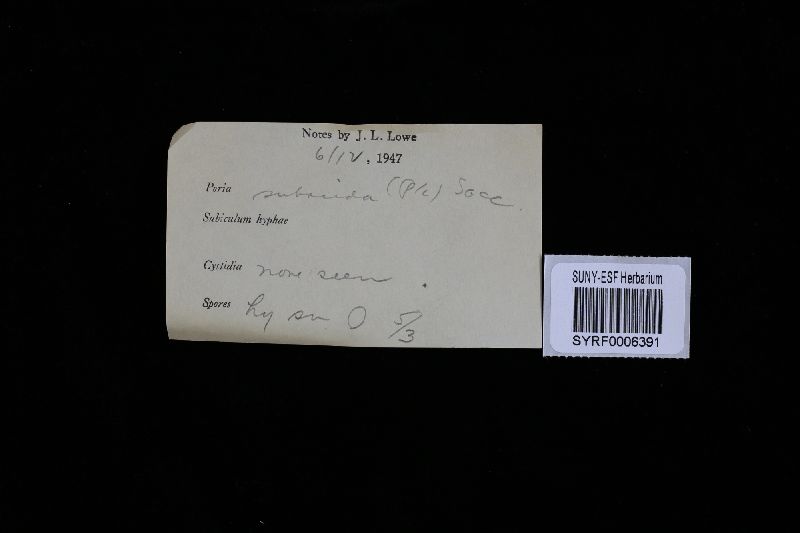 Notes by J. L. Lowe
6/IV, 1947
Poria subacida (Pk) Sacc.
Subiculum hyphae
Cystidia none seen.
Spores hy sm O 5/3
SUNY-ESF Herbarium
SYRF0006391